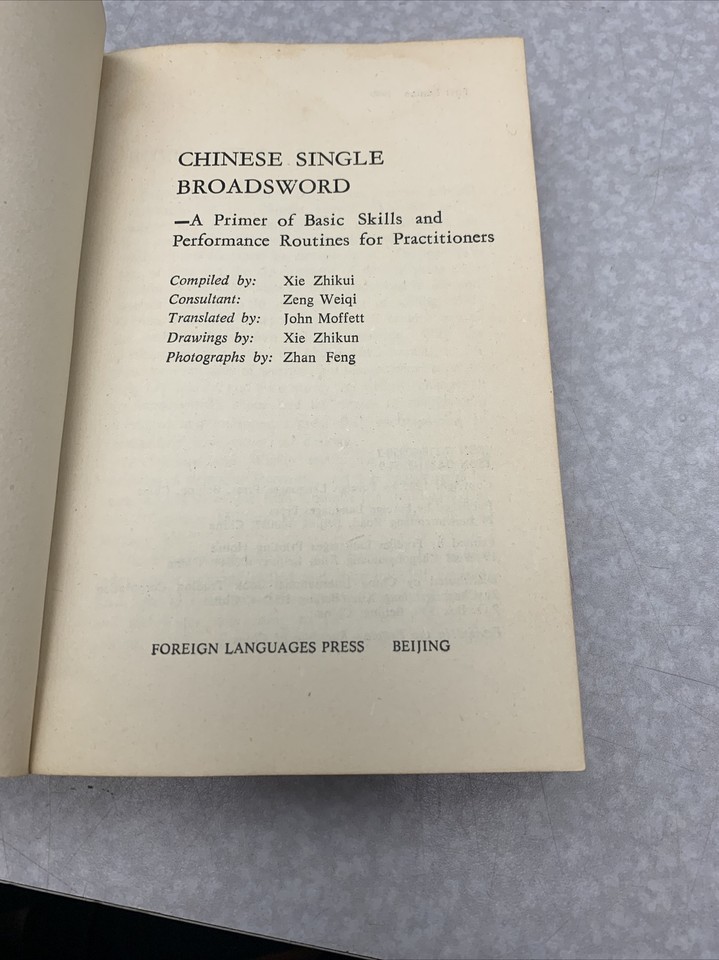 CHINESE SINGLE
BROADSWORD
—A Primer of Basic Skills and
Performance Routines for Practitioners
Compiled by: Xie Zhikui
Consultant: Zeng Weiqi
Translated by: John Moffett
Drawings by: Xie Zhikun
Photographs by: Zhan Feng
FOREIGN LANGUAGES PRESS BEIJING